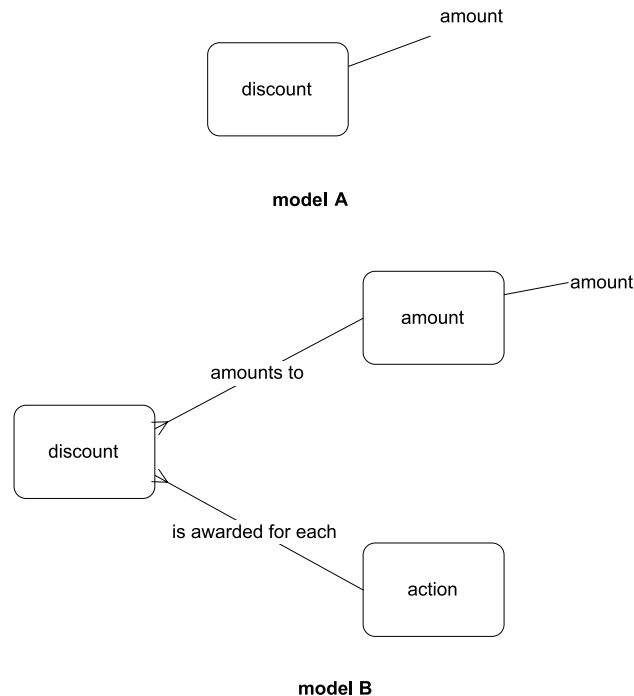 amount
discount
model A
amount
amount
amounts to
discount
is awarded for each
action
model B